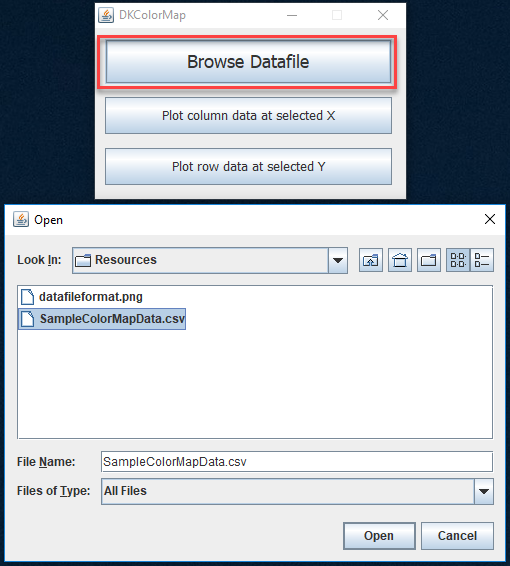 DKColorMap
Browse Datafile
Plot column data at selected X
Plot row data at selected Y
Open
Look In: Resources
datafileformat.png
SampleColorMapData.csv
File Name: SampleColorMapData.csv
Files of Type: All Files
Open Cancel